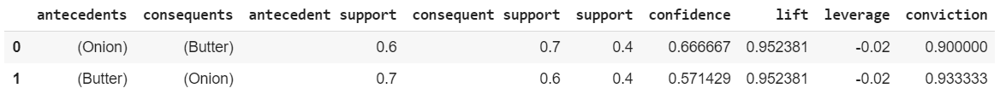 antecedents consequents antecedent support consequent support support confidence lift leverage conviction
0 (Onion) (Butter) 0.6 0.7 0.4 0.666667 0.952381 -0.02 0.900000
1 (Butter) (Onion) 0.7 0.6 0.4 0.571429 0.952381 -0.02 0.933333